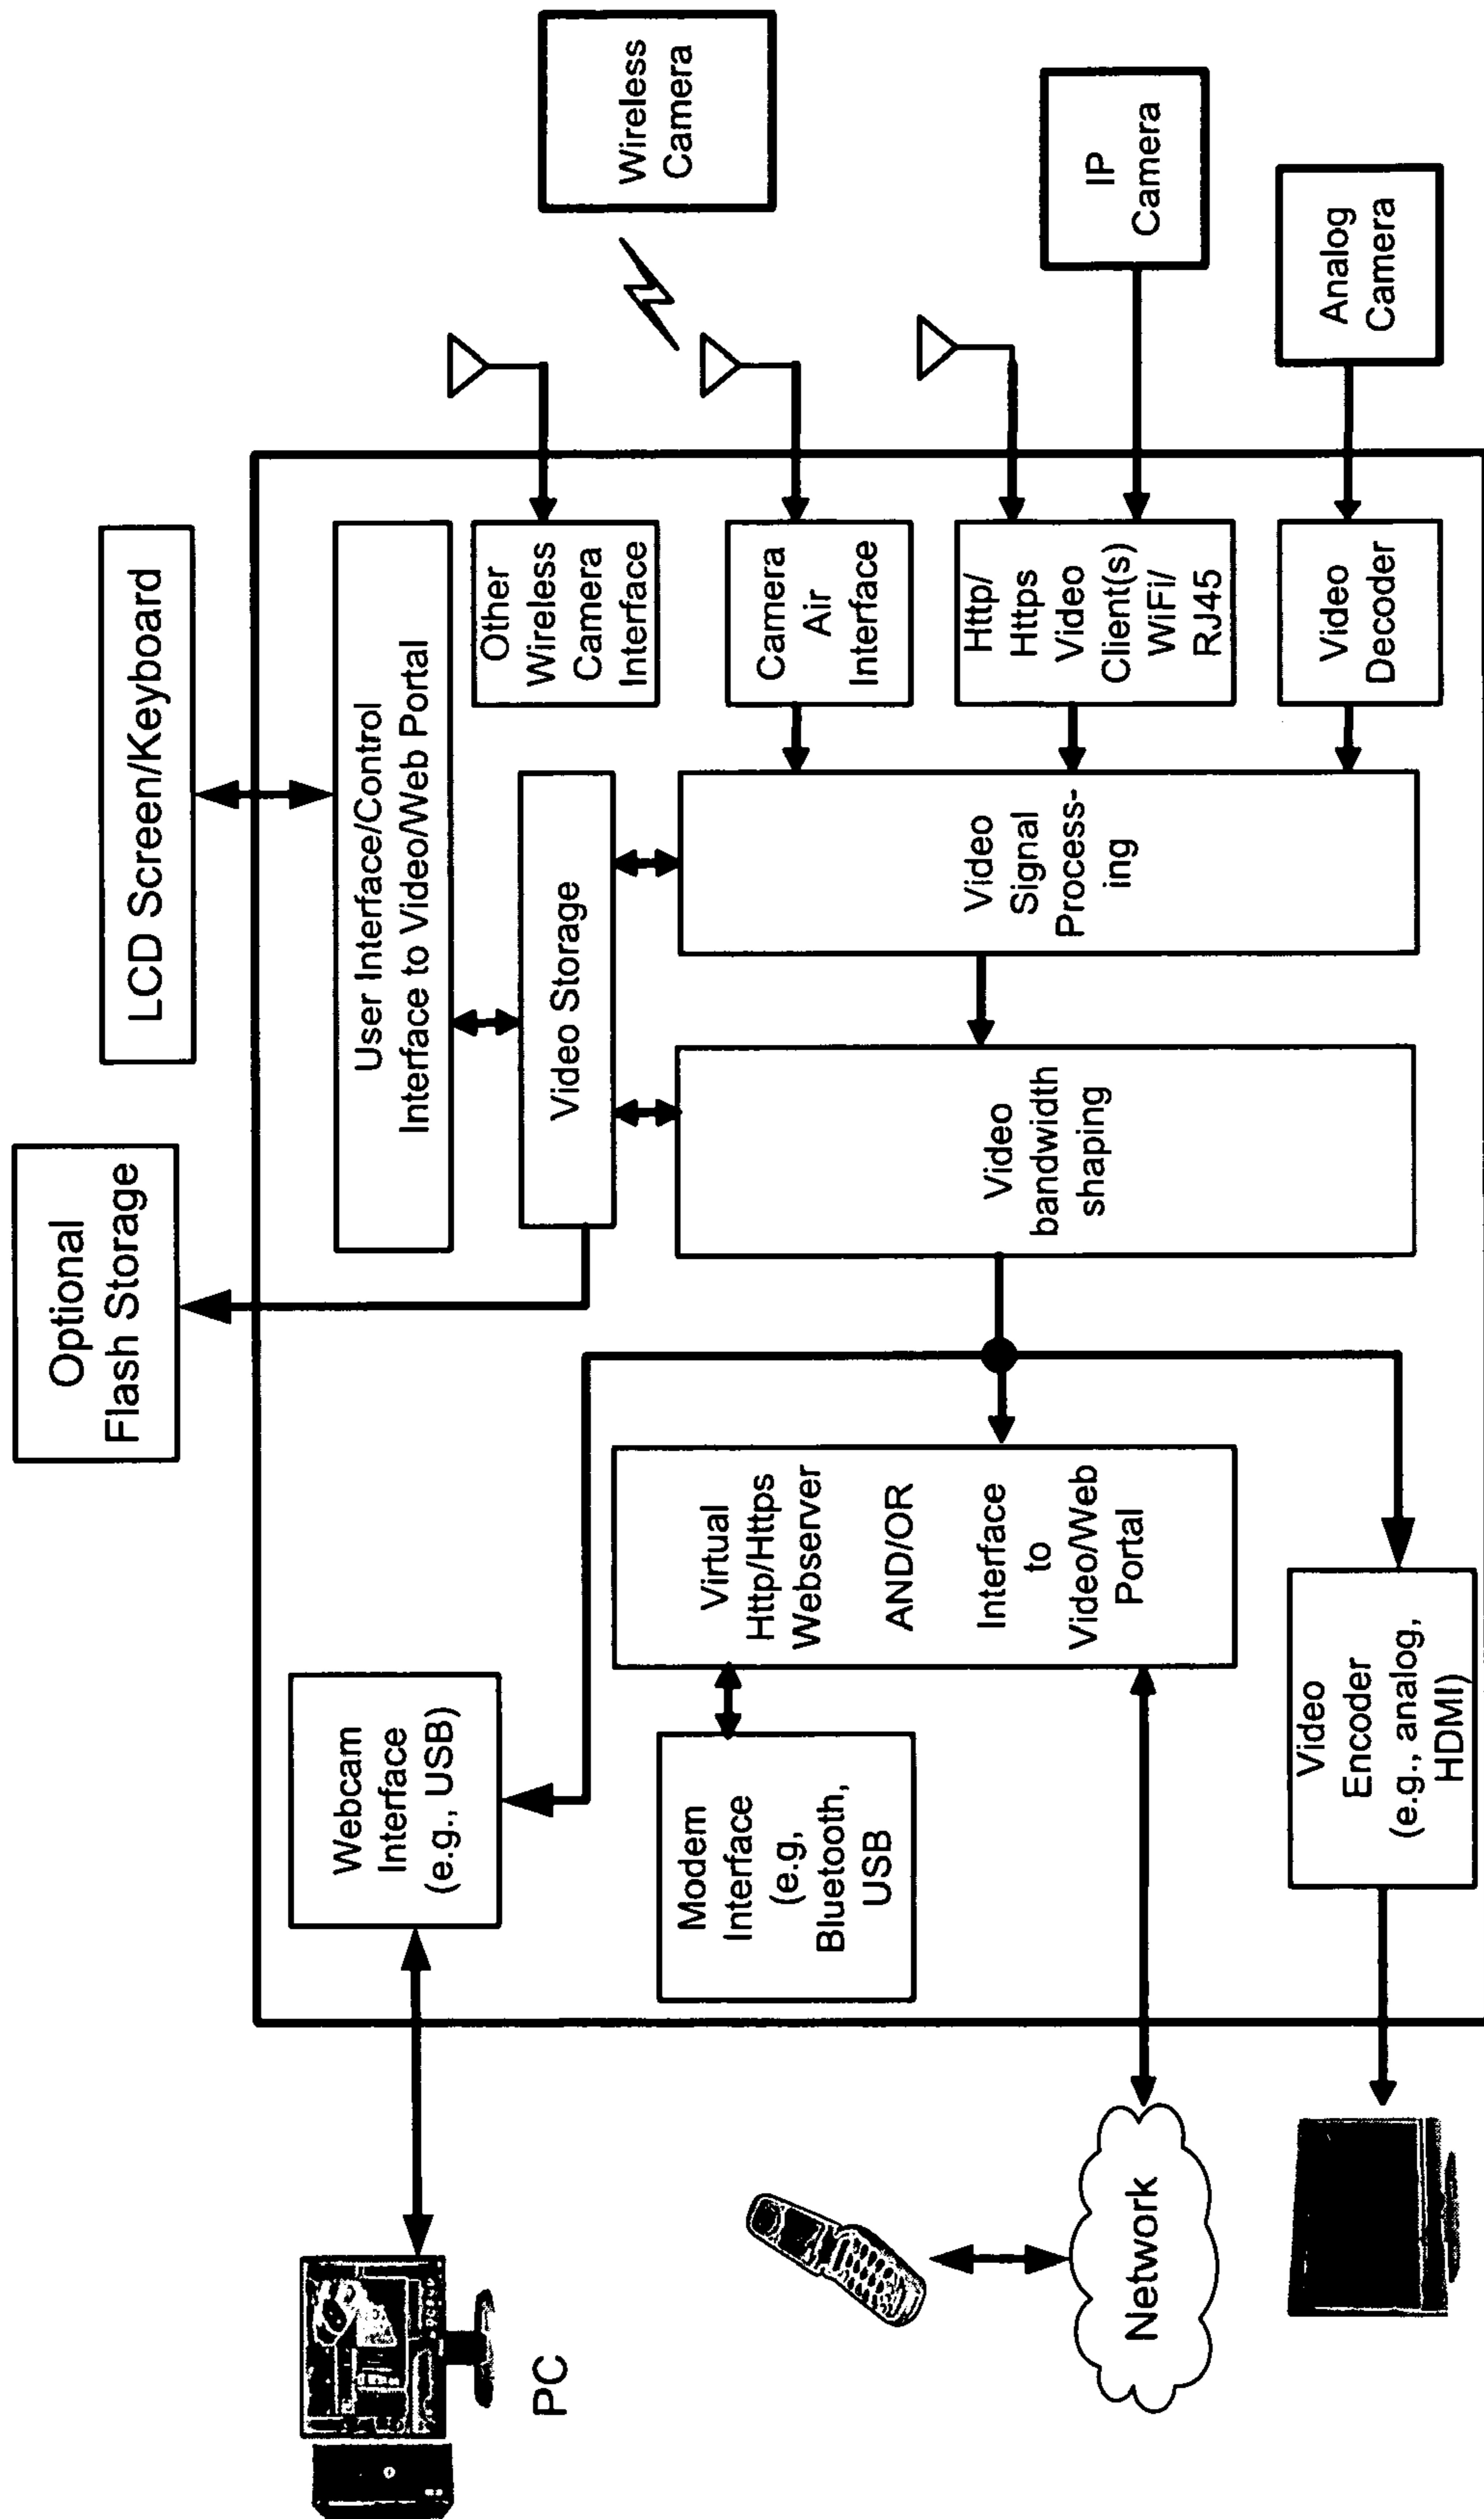 Optional
Flash Storage
LCD Screen/Keyboard
Webcam
Interface
(e.g., USB)
User Interface/Control
Interface to Video/Web Portal
Video Storage
Other
Wireless
Camera
Interface
Wireless
Camera
PC
Modem
Interface
(e.g,
Bluetooth,
USB
Virtual
Http/Https
Webserver
AND/OR
Interface
to
Video/Web
Portal
Video
bandwidth
shaping
Video
Signal
Process-
ing
Camera
Air
Interface
Http/
Https
Video
Client(s)
WiFi/
RJ45
IP
Camera
Network
Video
Encoder
(e.g., analog,
HDMI)
Video
Decoder
Analog
Camera